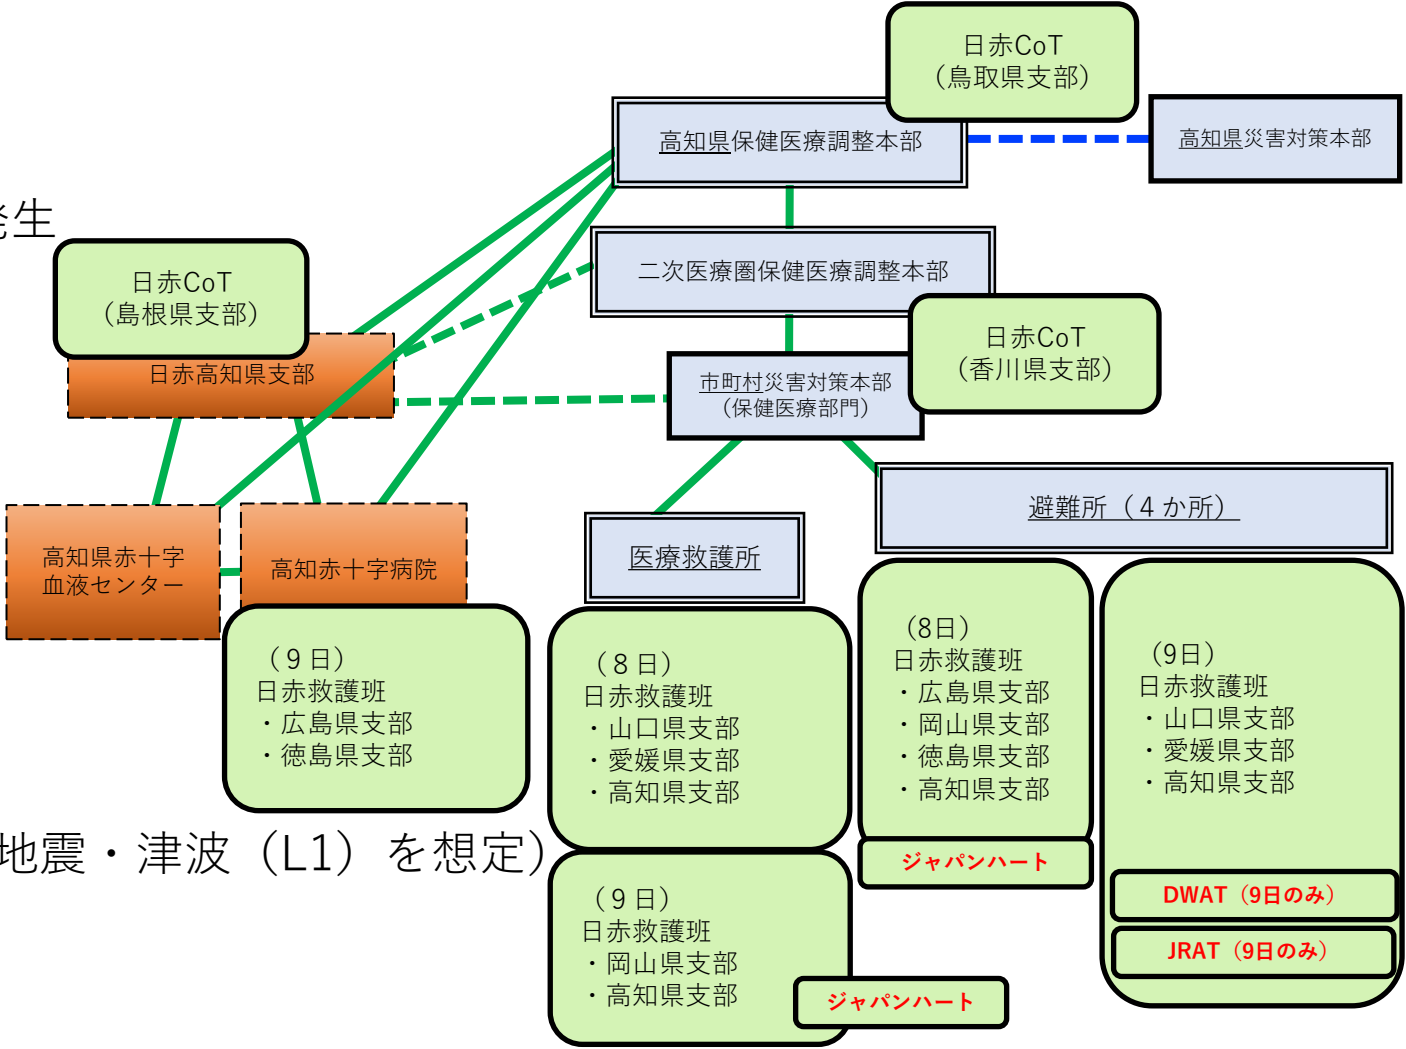 日赤CoT
（鳥取県支部）
高知県保健医療調整本部
高知県災害対策本部
発生
日赤CoT
（島根県支部）
二次医療圏保健医療調整本部
日赤CoT
（香川県支部）
日赤高知県支部
市町村災害対策本部
（保健医療部門）
避難所（４か所）
高知県赤十字
血液センター
高知赤十字病院
医療救護所
（９日）
日赤救護班
・広島県支部
・徳島県支部
（８日）
日赤救護班
・山口県支部
・愛媛県支部
・高知県支部
（8日）
日赤救護班
・広島県支部
・岡山県支部
・徳島県支部
・高知県支部
ジャパンハート
（9日）
日赤救護班
・山口県支部
・愛媛県支部
・高知県支部
DWAT（9日のみ）
JRAT（9日のみ）
地震・津波（L1）を想定）
（９日）
日赤救護班
・岡山県支部
・高知県支部
ジャパンハート